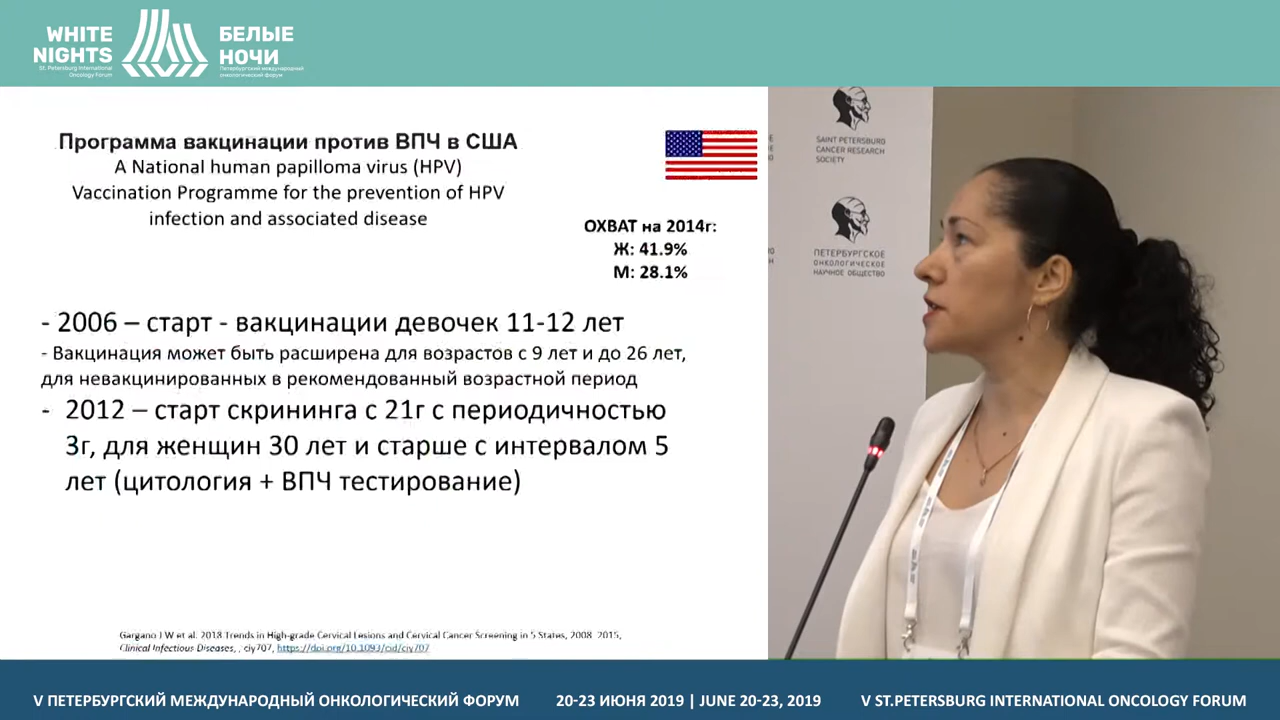 WHITE
NIGHTS
St. Petersburg International
Oncology Forum
БЕЛЫЕ
НОЧИ
Петербургский международный
онкологический форум
Программа вакцинации против ВПЧ в США
A National human papilloma virus (HPV)
Vaccination Programme for the prevention of HPV
infection and associated disease
ОХВАТ на 2014г:
Ж: 41.9%
М: 28.1%
- 2006 – старт - вакцинации девочек 11-12 лет
- Вакцинация может быть расширена для возрастов с 9 лет и до 26 лет,
для невакцинированных в рекомендованный возрастной период
- 2012 – старт скрининга с 21г с периодичностью
3г, для женщин 30 лет и старше с интервалом 5
лет (цитология + ВПЧ тестирование)
Gargano J W et al. 2018 Trends in High-grade Cervical Lesions and Cervical Cancer Screening in 5 States, 2008 2015,
Clinical Infectious Diseases, , ciy707, https://doi.org/10.1093/cid/ciy707
SAINT PETERSBURG
CANCER RESEARCH
SOCIETY
ПЕТЕРБУРГСКОЕ
ОНКОЛОГИЧЕСКОЕ
НАУЧНОЕ ОБЩЕСТВО
V ПЕТЕРБУРГСКИЙ МЕЖДУНАРОДНЫЙ ОНКОЛОГИЧЕСКИЙ ФОРУМ
20-23 ИЮНЯ 2019 | JUNE 20-23, 2019
V ST.PETERSBURG INTERNATIONAL ONCOLOGY FORUM